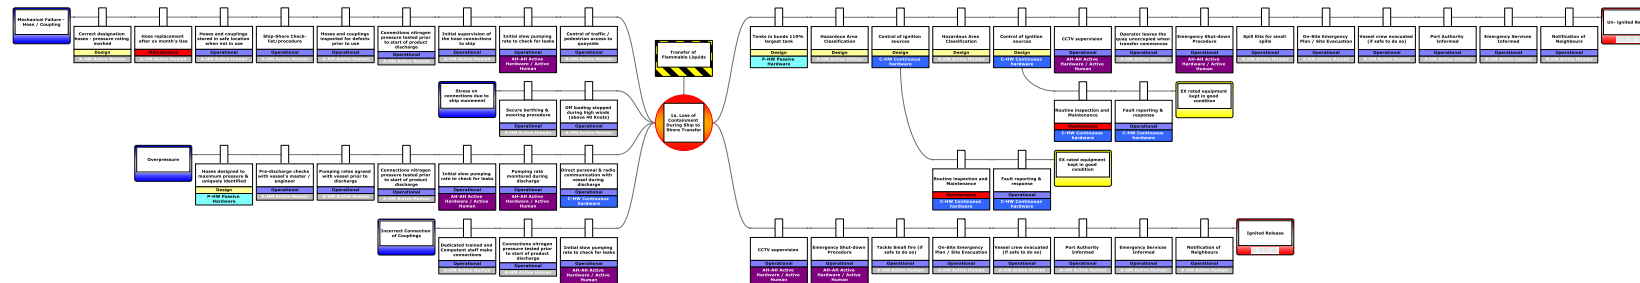 Mechanical Failure -
Hose / Coupling
Correct designation
hoses - pressure rating
marked
Design
Hose replacement
after xx month's Use
Maintenance
Hoses and couplings
stored in safe location
when not in use
Operational
Ship-Shore Check-
list/procedure
Operational
Hoses and couplings
inspected for defects
prior to use
Operational
Connections nitrogen
pressure tested prior
to start of product
discharge
Operational
Initial supervision of
the hose connections
to ship
Operational
Initial slow pumping
rate to check for leaks
Operational
AH-AH Active
Hardware / Active
Human
Control of traffic /
pedestrian access to
quayside
Operational
Stress on
connections due to
ship movement
Secure berthing &
mooring procedure
Operational
Off loading stopped
during high winds
(above 40 Knots)
Operational
Overpressure
Hoses designed to
maximum pressure &
uniquely identified
Design
P-HW Passive
Hardware
Pre-discharge checks
with vessel's master /
engineer
Operational
Pumping rates agreed
with vessel prior to
discharge
Operational
Connections nitrogen
pressure tested prior
to start of product
discharge
Operational
Initial slow pumping
rate to check for leaks
Operational
AH-AH Active
Hardware / Active
Human
Pumping rate
monitored during
discharge
Operational
AH-AH Active
Hardware / Active
Human
Direct personal & radio
communication with
vessel during
discharge
Operational
C-HW Continuous
hardware
Incorrect Connection
of Couplings
Dedicated trained and
Competent staff make
connections
Operational
Connections nitrogen
pressure tested prior
to start of product
discharge
Operational
Initial slow pumping
rate to check for leaks
Operational
AH-AH Active
Hardware / Active
Human
Transfer of
Flammable Liquids
1a. Loss of
Containment
During Ship to
Shore Transfer
Tanks in bunds 110%
largest tank
Design
P-HW Passive
Hardware
Hazardous Area
Classification
Design
Control of ignition
sources
Design
C-HW Continuous
hardware
Hazardous Area
Classification
Design
Control of ignition
sources
Design
C-HW Continuous
hardware
CCTV supervision
Operational
AH-AH Active
Hardware / Active
Human
Operator leaves the
quay unoccupied when
transfer commences
Operational
Emergency Shut-down
Procedure
Operational
AH-AH Active
Hardware / Active
Human
Spill Kits for small
spills
Operational
On-Site Emergency
Plan / Site Evacuation
Operational
Vessel crew evacuated
(if safe to do so)
Operational
Port Authority
Informed
Operational
Emergency Services
Informed
Operational
Notification of
Neighbours
Operational
Un- ignited Re
Routine inspection and
Maintenance
Maintenance
C-HW Continuous
hardware
Fault reporting &
response
Operational
C-HW Continuous
hardware
EX rated equipment
kept in good
condition
Routine inspection and
Maintenance
Maintenance
C-HW Continuous
hardware
Fault reporting &
response
Operational
C-HW Continuous
hardware
EX rated equipment
kept in good
condition
CCTV supervision
Operational
AH-AH Active
Hardware / Active
Human
Emergency Shut-down
Procedure
Operational
AH-AH Active
Hardware / Active
Human
Tackle Small fire (if
safe to do so)
Operational
On-Site Emergency
Plan / Site Evacuation
Operational
Vessel crew evacuated
(if safe to do so)
Operational
Port Authority
Informed
Operational
Emergency Services
Informed
Operational
Notification of
Neighbours
Operational
Ignited Release